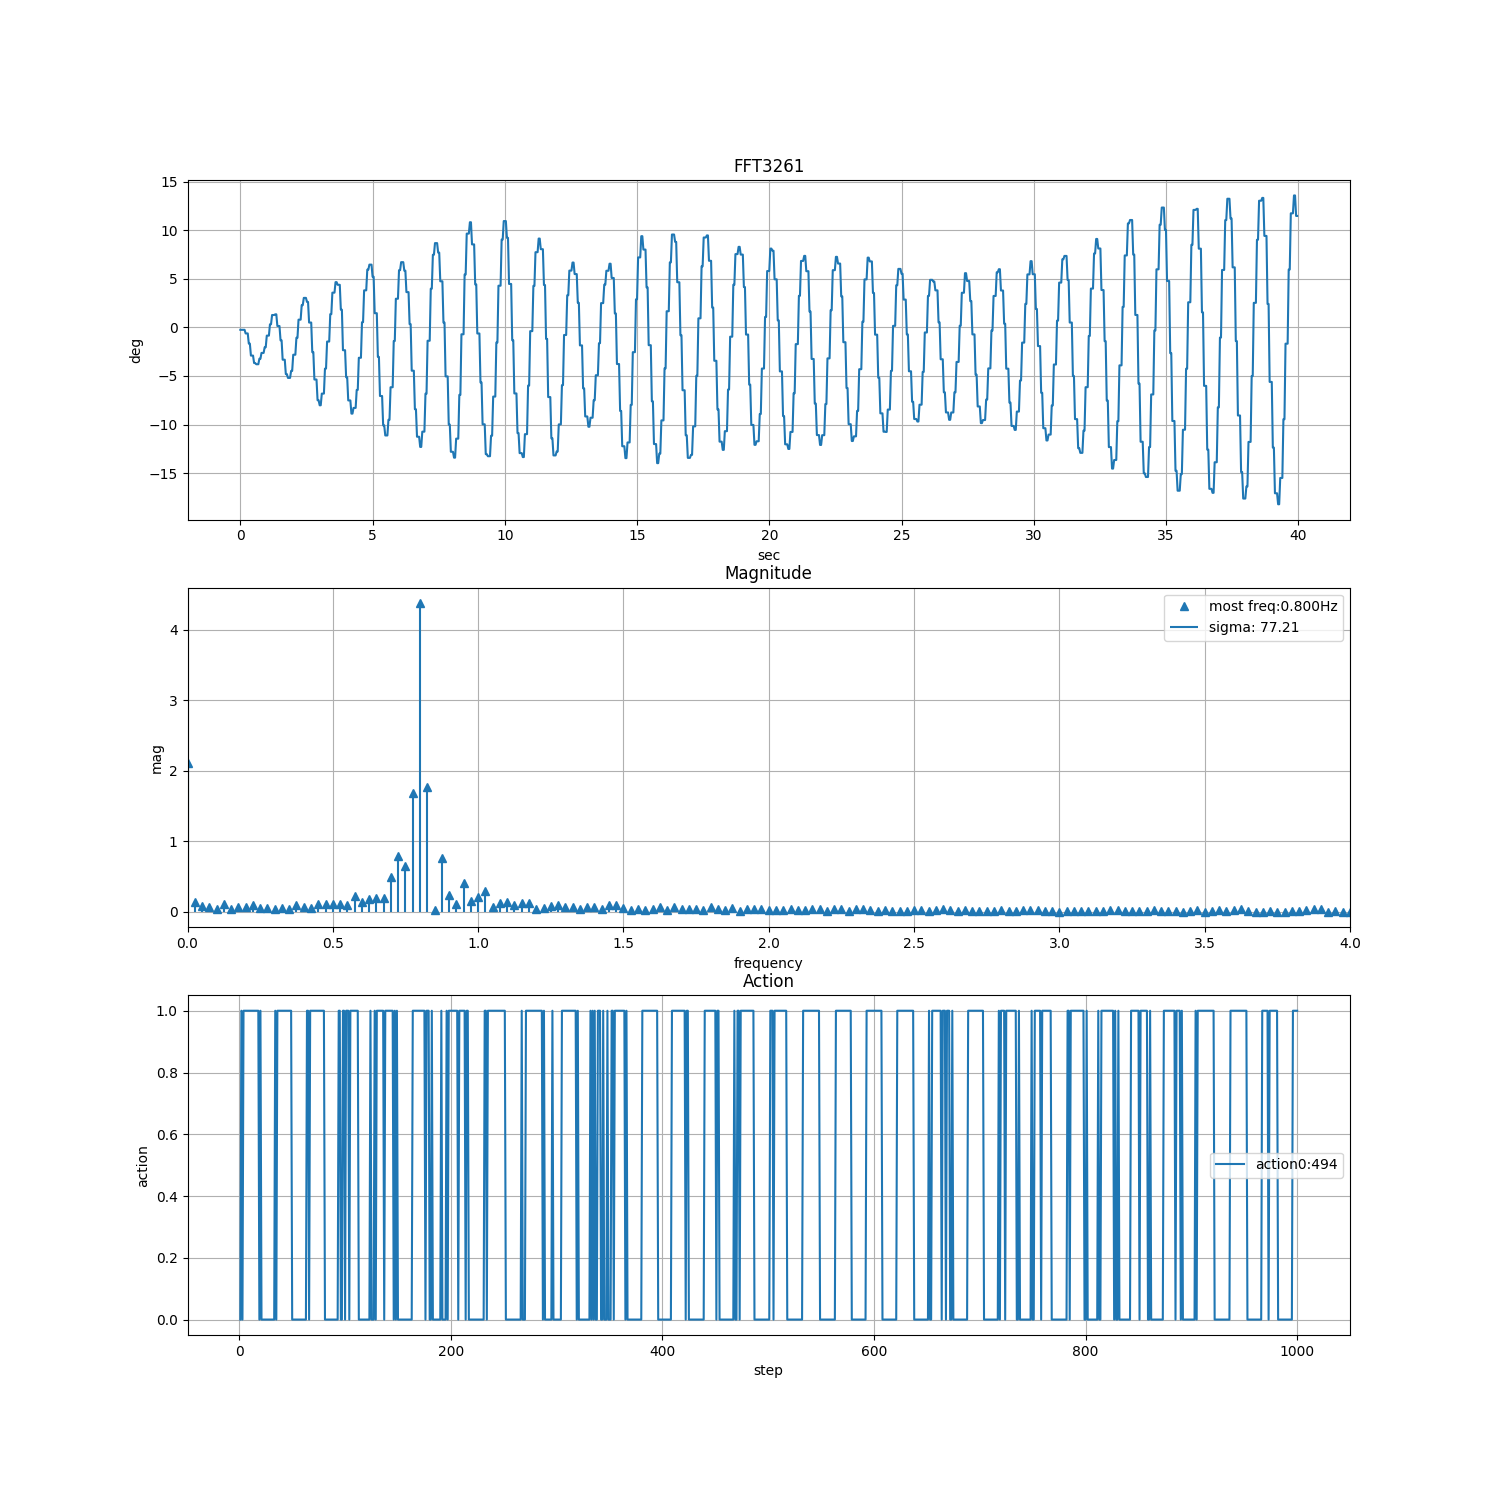 FFT3261
15
10
5
0
−5
−10
−15
deg
0 5 10 15 20 25 30 35 40
sec
Magnitude
most freq:0.800Hz
sigma: 77.21
4
3
2
1
0
mag
0.0 0.5 1.0 1.5 2.0 2.5 3.0 3.5 4.0
frequency
Action
1.0
0.8
0.6
0.4
0.2
0.0
action
action0:494
0 200 400 600 800 1000
step